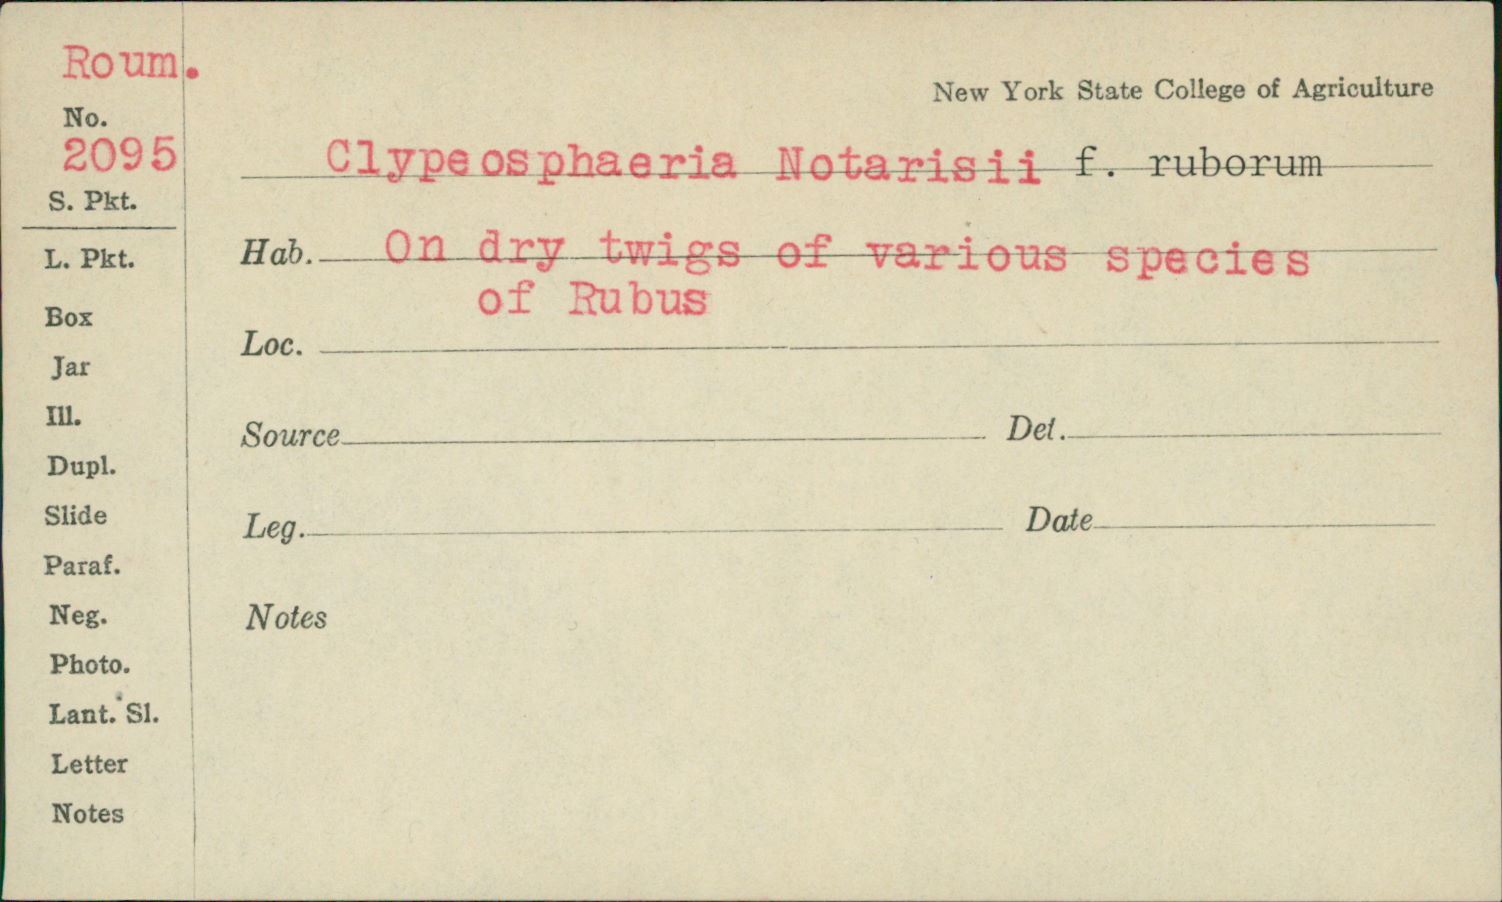 Roum.
New York State College of Agriculture
No.
2095
Clypeosphaeria Notarisii f. ruborum
S. Pkt.
Hab. On dry twigs of various species
of Rubus
L. Pkt.
Box
Loc.
Jar
Ill.
Source Det.
Dupl.
Slide
Leg. Date
Paraf.
Neg.
Notes
Photo.
Lant. Sl.
Letter
Notes